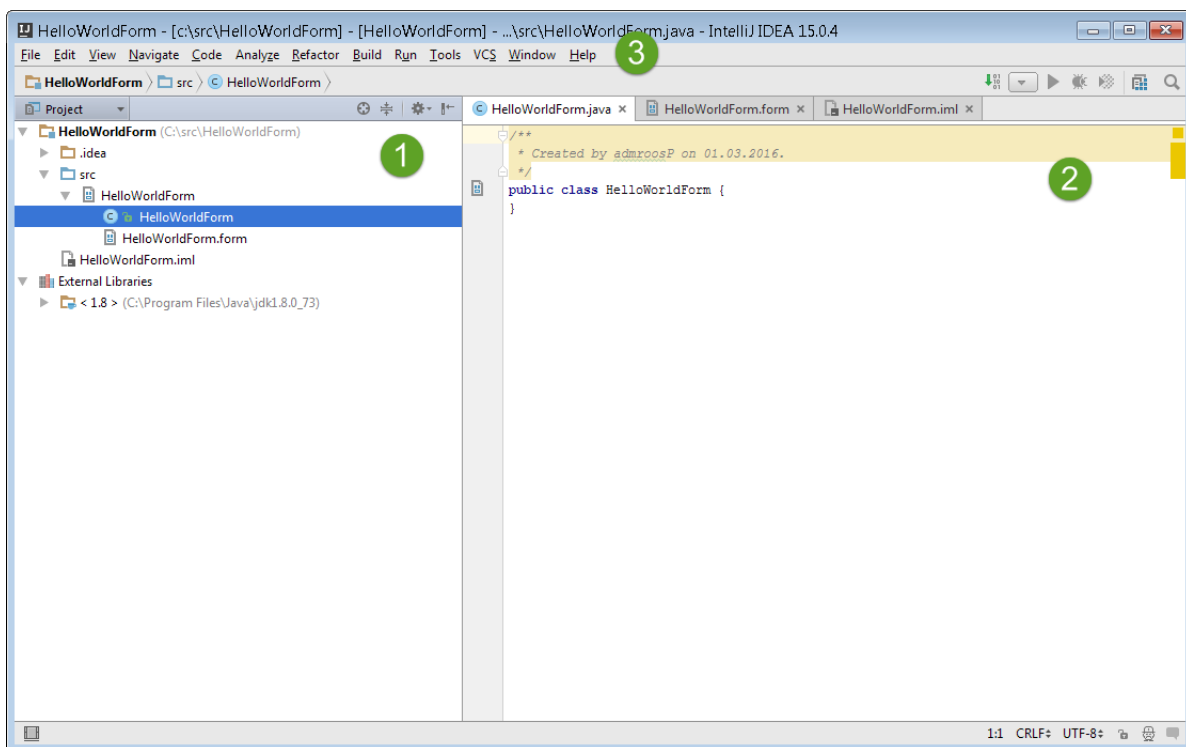 HelloWorldForm - [c:\src\HelloWorldForm] - [HelloWorldForm] - ...\src\HelloWorldForm.java - IntelliJ IDEA 15.0.4
File Edit View Navigate Code Analyze Refactor Build Run Tools VCS Window Help
3
HelloWorldForm src HelloWorldForm
Project
HelloWorldForm.java HelloWorldForm.form HelloWorldForm.iml
HelloWorldForm (C:\src\HelloWorldForm)
.idea
src
HelloWorldForm
HelloWorldForm
HelloWorldForm.form
HelloWorldForm.iml
External Libraries
< 1.8 > (C:\Program Files\Java\jdk1.8.0_73)
1
/**
* Created by admroosP on 01.03.2016.
*/
public class HelloWorldForm {
}
2
1:1 CRLF UTF-8